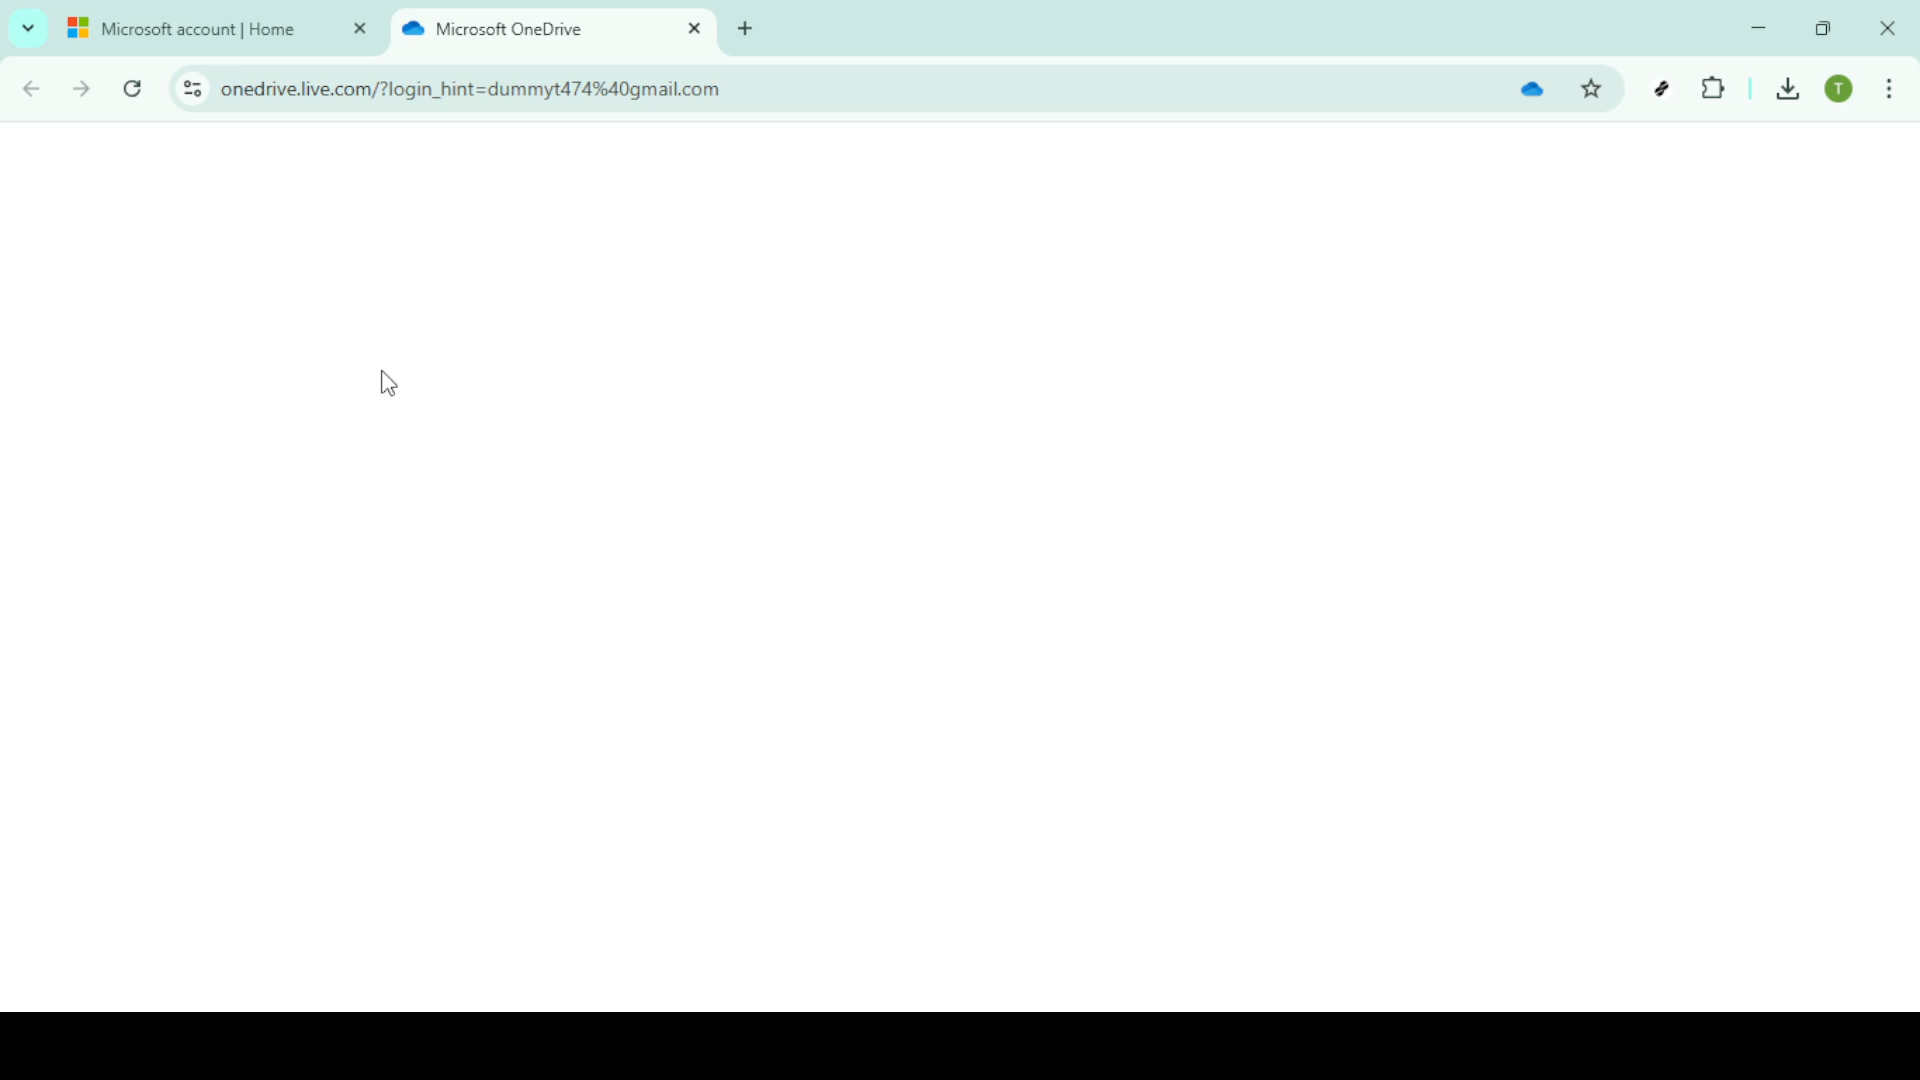 Microsoft account | Home
Microsoft OneDrive
onedrive.live.com/?login_hint=dummyt474%40gmail.com
T